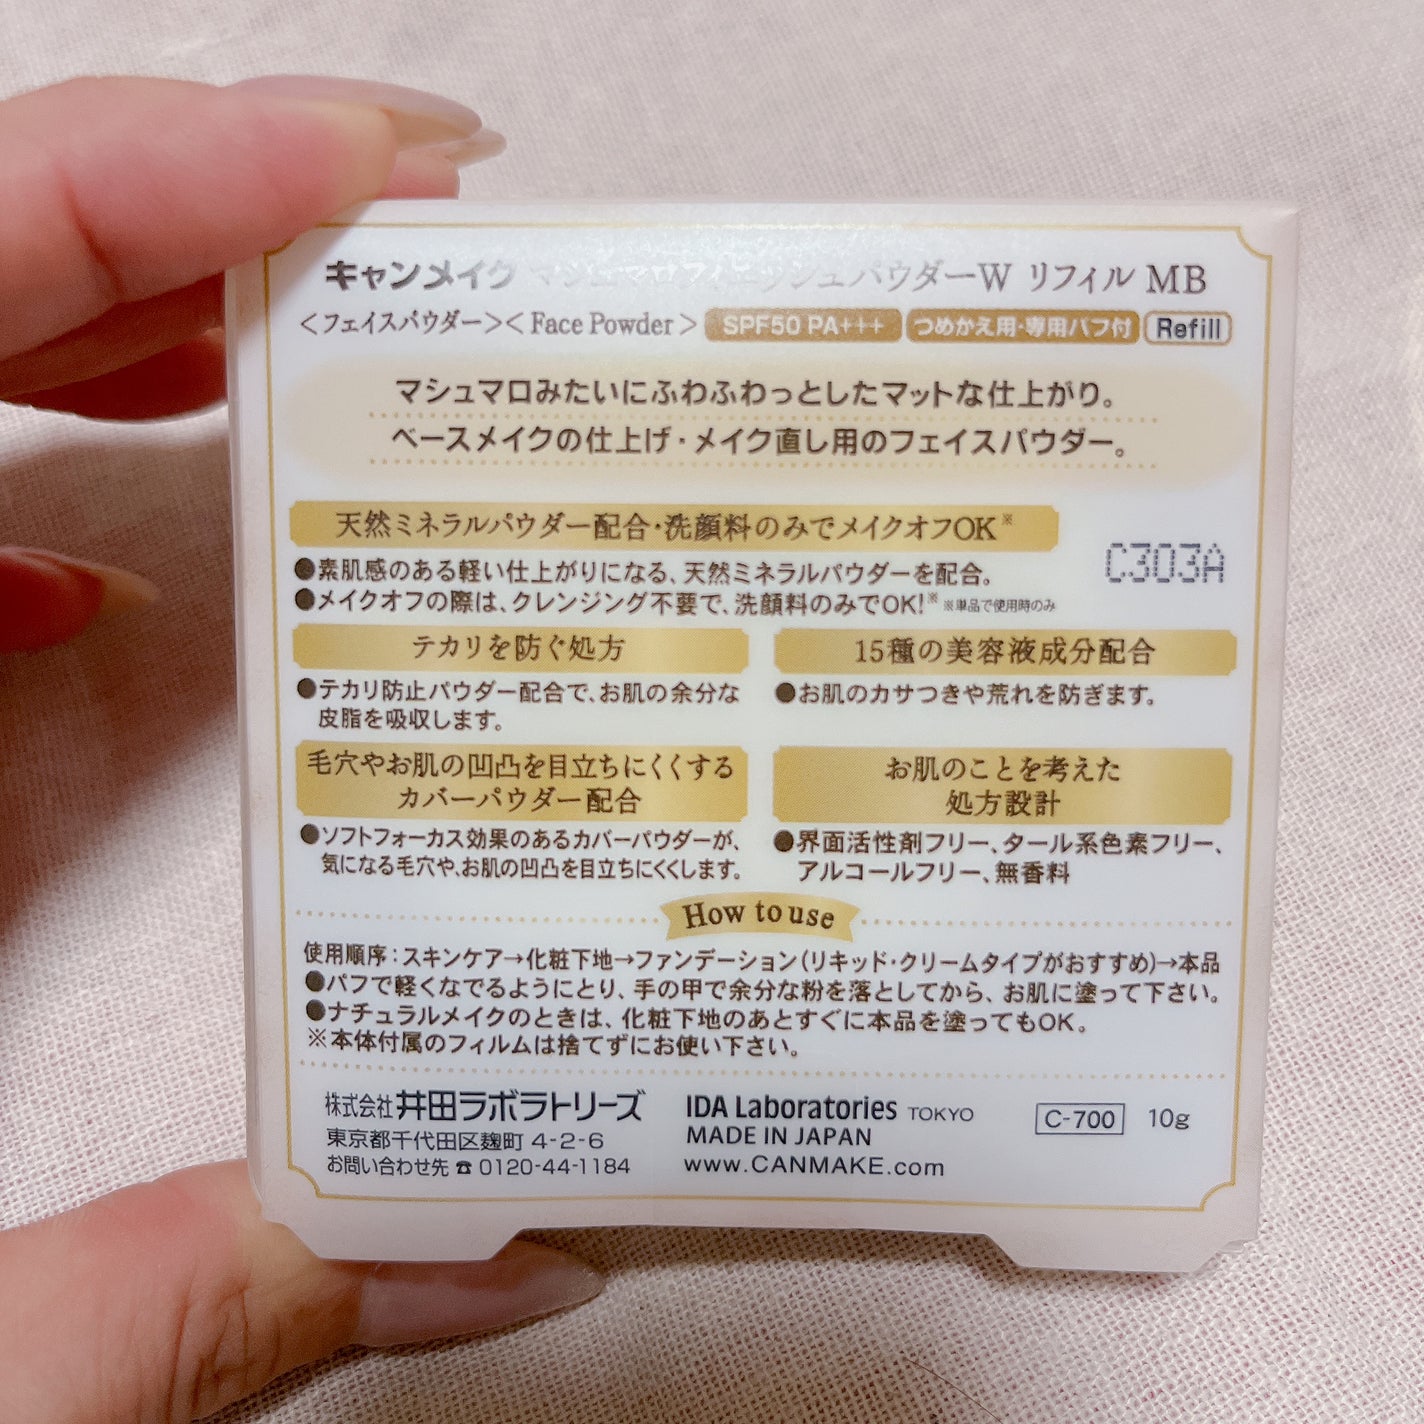 キャンメイク マシュマロフィニッシュパウダーW リフィル MB
＜フェイスパウダー＞＜Face Powder＞ SPF50 PA+++ つめかえ用・専用パフ付 Refill
マシュマロみたいにふわふわっとしたマットな仕上がり。
ベースメイクの仕上げ・メイク直し用のフェイスパウダー。
天然ミネラルパウダー配合・洗顔料のみでメイクオフOK※
C303A
●素肌感のある軽い仕上がりになる、天然ミネラルパウダーを配合。
●メイクオフの際は、クレンジング不要で、洗顔料のみでOK!※ ※単品で使用時のみ
テカリを防ぐ処方
●テカリ防止パウダー配合で、お肌の余分な
皮脂を吸収します。
15種の美容液成分配合
●お肌のカサつきや荒れを防ぎます。
毛穴やお肌の凹凸を目立ちにくくする
カバーパウダー配合
●ソフトフォーカス効果のあるカバーパウダーが、
気になる毛穴や、お肌の凹凸を目立ちにくくします。
お肌のことを考えた
処方設計
●界面活性剤フリー、タール系色素フリー、
アルコールフリー、無香料
How to use
使用順序：スキンケア→化粧下地→ファンデーション（リキッド・クリームタイプがおすすめ）→本品
●パフで軽くなでるようにとり、手の甲で余分な粉を落としてから、お肌に塗って下さい。
●ナチュラルメイクのときは、化粧下地のあとすぐに本品を塗ってもOK。
※本体付属のフィルムは捨てずにお使い下さい。
株式会社井田ラボラトリーズ
東京都千代田区麹町 4-2-6
お問い合わせ先 ☎ 0120-44-1184
IDA Laboratories TOKYO
MADE IN JAPAN
www.CANMAKE.com
C-700 10g